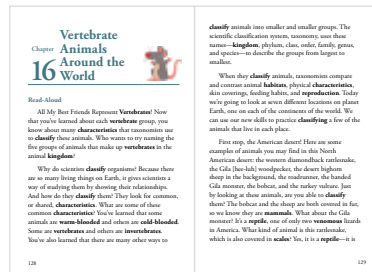 Chapter
16
Vertebrate
Animals
Around the
World
Read-Aloud
All My Best Friends Represent Vertebrates! Now
that you've learned about each vertebrate group, you
know about many characteristics that taxonomists use
to classify these animals. Who wants to try naming the
five groups of animals that make up vertebrates in the
animal kingdom?
Why do scientists classify organisms? Because there
are so many living things on Earth, it gives scientists a
way of studying them by showing their relationships.
And how do they classify them? They look for common,
or shared, characteristics. What are some of these
common characteristics? You've learned that some
animals are warm-blooded and others are cold-blooded.
Some are vertebrates and others are invertebrates.
You've also learned that there are many other ways to
128
classify animals into smaller and smaller groups. The
scientific classification system, taxonomy, uses these
names—kingdom, phylum, class, order, family, genus,
and species—to describe the groups from largest to
smallest.
When they classify animals, taxonomists compare
and contrast animal habitats, physical characteristics,
skin coverings, feeding habits, and reproduction. Today
we're going to look at seven different locations on planet
Earth, one on each of the continents of the world. We
can use our new skills to practice classifying a few of the
animals that live in each place.
First stop, the American desert! Here are some
examples of animals you may find in this North
American desert: the western diamondback rattlesnake,
the Gila [hee-luh] woodpecker, the desert bighorn
sheep in the background, the roadrunner, the banded
Gila monster, the bobcat, and the turkey vulture. Just
by looking at these animals, are you able to classify
them? The bobcat and the sheep are both covered in fur,
so we know they are mammals. What about the Gila
monster? It's a reptile, one of only two venomous lizards
in America. What kind of animal is this rattlesnake,
which is also covered in scales? Yes, it is a reptile—it is
129